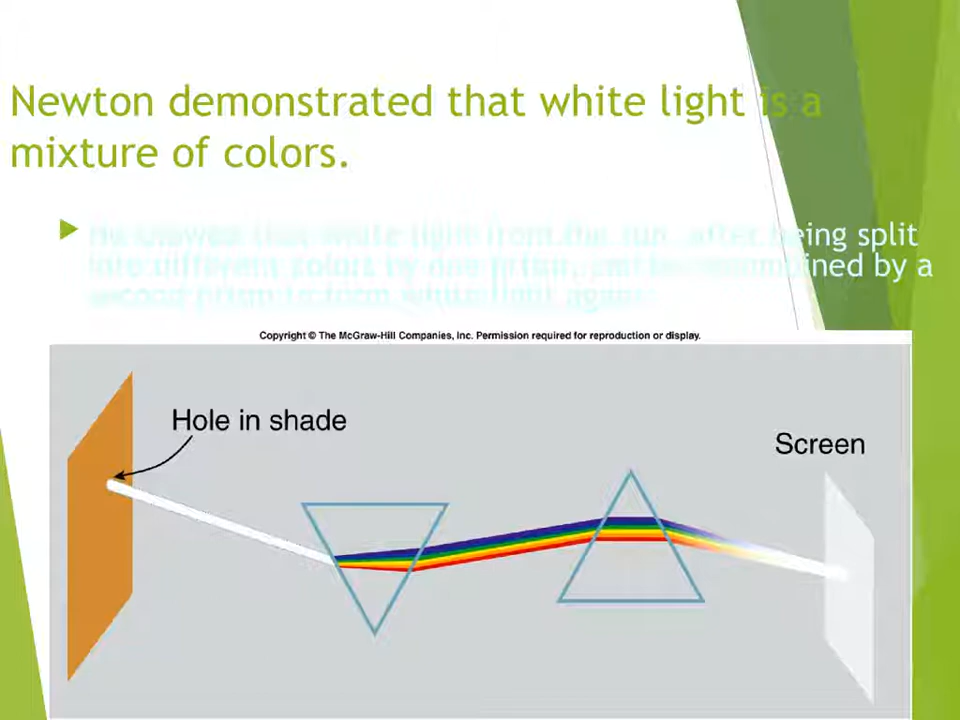 Newton demonstrated that white light is a
mixture of colors.
He showed that white light from the sun, after being split
into different colors by one prism, can be recombined by a
second prism to form white light again.
Copyright © The McGraw-Hill Companies, Inc. Permission required for reproduction or display.
Hole in shade
Screen